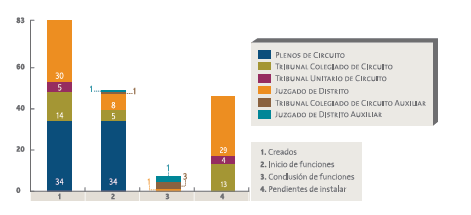 83
60
40
20
0
30
5
14
34
1
1
8
5
34
1
3
1
29
4
13
1
2
3
4
Plenos de Circuito
Tribunal Colegiado de Circuito
Tribunal Unitario de Circuito
Juzgado de Distrito
Tribunal Colegiado de Circuito Auxiliar
Juzgado de Distrito Auxiliar
1. Creados
2. Inicio de funciones
3. Conclusión de funciones
4. Pendientes de instalar